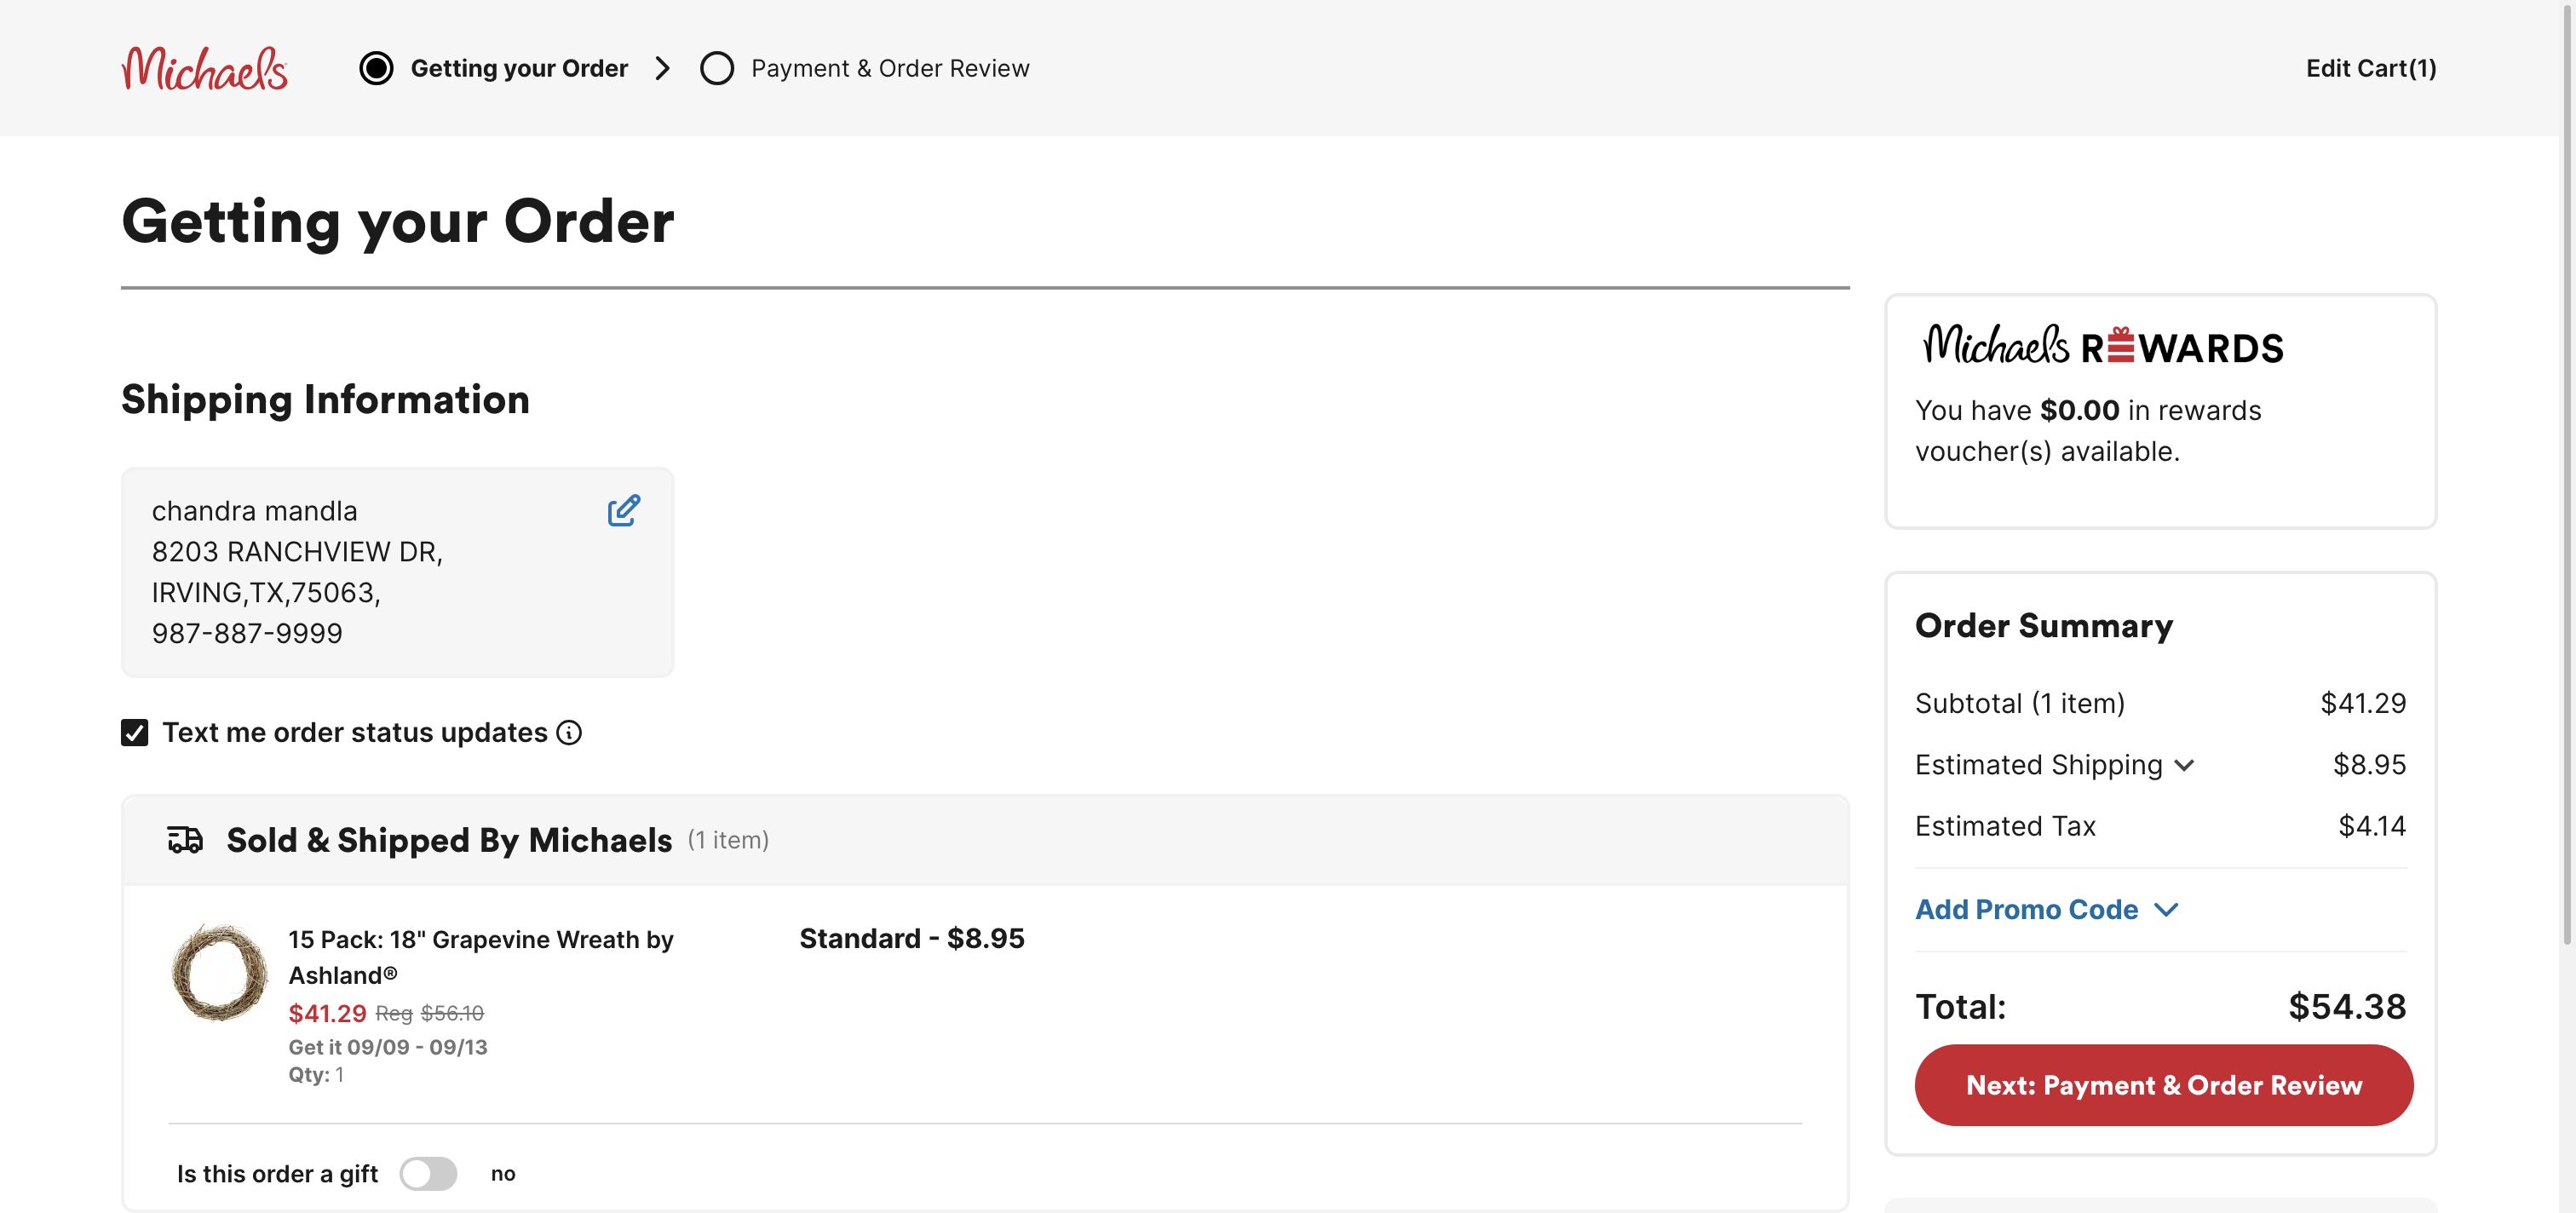 Michaels
Getting your Order
Payment & Order Review
Edit Cart(1)
Getting your Order
Shipping Information
chandra mandla
8203 RANCHVIEW DR,
IRVING,TX,75063,
987-887-9999
Text me order status updates
Sold & Shipped By Michaels (1 item)
15 Pack: 18" Grapevine Wreath by
Ashland®
$41.29 Reg $56.10
Get it 09/09 - 09/13
Qty: 1
Standard - $8.95
Is this order a gift no
Michaels REWARDS
You have $0.00 in rewards
voucher(s) available.
Order Summary
Subtotal (1 item) $41.29
Estimated Shipping $8.95
Estimated Tax $4.14
Add Promo Code
Total: $54.38
Next: Payment & Order Review